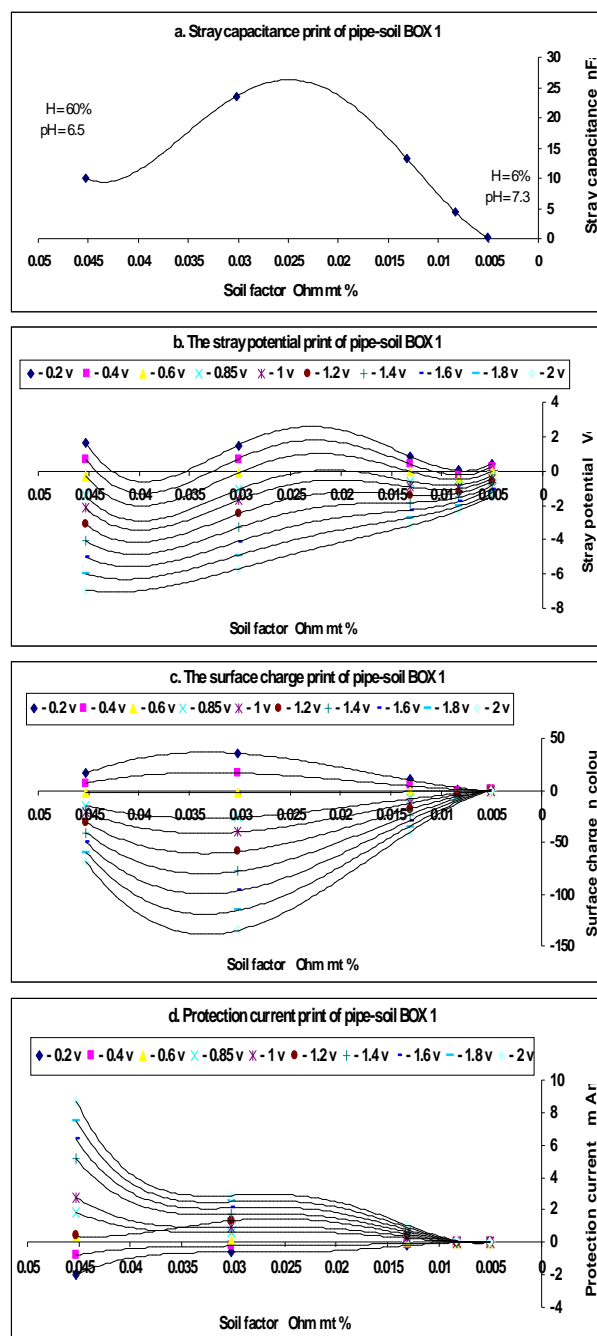 a. Stray capacitance print of pipe-soil BOX 1
30
25
20
15
10
5
0
Stray capacitance nFa
H=60%
pH=6.5
H=6%
pH=7.3
0.05 0.045 0.04 0.035 0.03 0.025 0.02 0.015 0.01 0.005 0
Soil factor Ohm mt %
b. The stray potential print of pipe-soil BOX 1
- 0.2 v - 0.4 v - 0.6 v - 0.85 v - 1 v - 1.2 v - 1.4 v - 1.6 v - 1.8 v - 2 v
4
2
0
-2
-4
-6
-8
Stray potential Vo
0.05 0.045 0.04 0.035 0.03 0.025 0.02 0.015 0.01 0.005 0
Soil factor Ohm mt %
c. The surface charge print of pipe-soil BOX 1
- 0.2 v - 0.4 v - 0.6 v - 0.85 v - 1 v - 1.2 v - 1.4 v - 1.6 v - 1.8 v - 2 v
50
0
-50
-100
-150
Surface charge n colou
0.05 0.045 0.04 0.035 0.03 0.025 0.02 0.015 0.01 0.005 0
Soil factor Ohm mt %
d. Protection current print of pipe-soil BOX 1
- 0.2 v - 0.4 v - 0.6 v - 0.85 v - 1 v - 1.2 v - 1.4 v - 1.6 v - 1.8 v - 2 v
10
8
6
4
2
0
-2
-4
Protection current m
0.05 0.045 0.04 0.035 0.03 0.025 0.02 0.015 0.01 0.005 0
Soil factor Ohm mt %